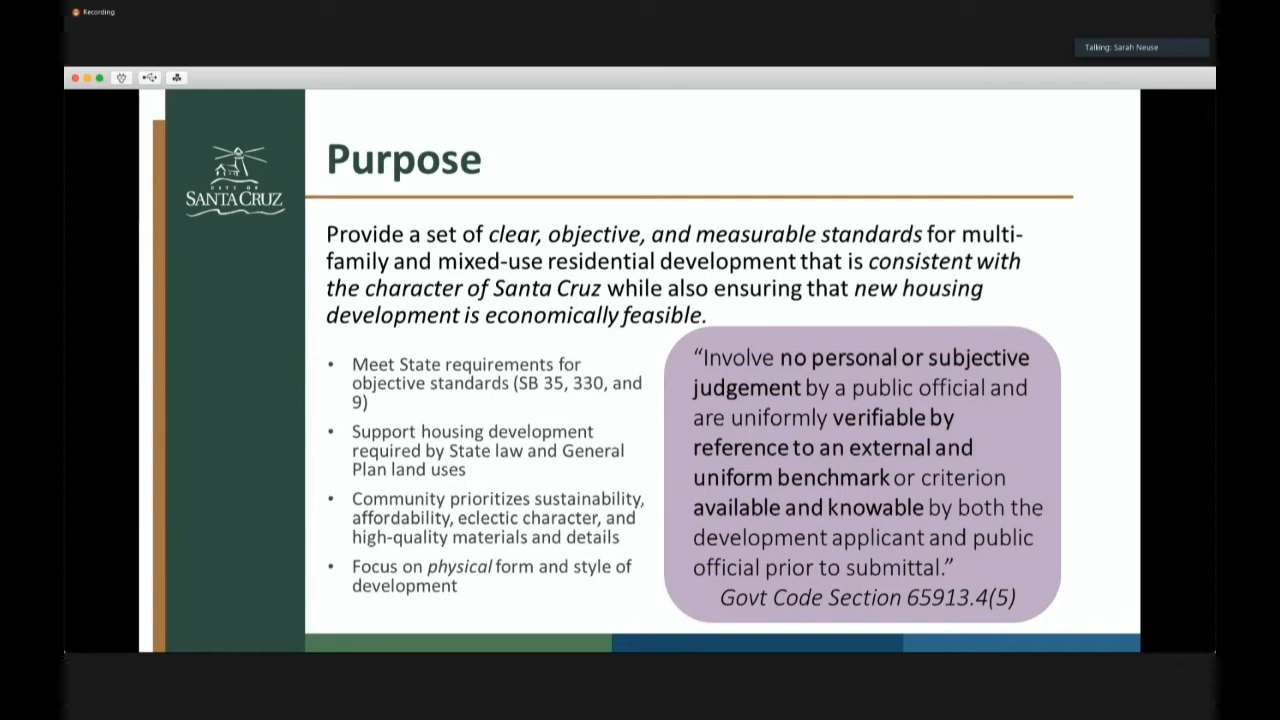 Recording
Talking: Sarah Neuse
CITY OF
SANTA CRUZ
Purpose
Provide a set of clear, objective, and measurable standards for multi-
family and mixed-use residential development that is consistent with
the character of Santa Cruz while also ensuring that new housing
development is economically feasible.
• Meet State requirements for
objective standards (SB 35, 330, and
9)
• Support housing development
required by State law and General
Plan land uses
• Community prioritizes sustainability,
affordability, eclectic character, and
high-quality materials and details
• Focus on physical form and style of
development
“Involve no personal or subjective
judgement by a public official and
are uniformly verifiable by
reference to an external and
uniform benchmark or criterion
available and knowable by both the
development applicant and public
official prior to submittal.”
Govt Code Section 65913.4(5)